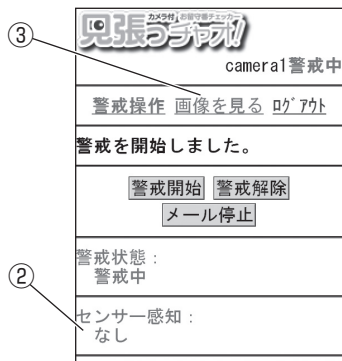 ③
カメラ付 お留守番チェッカー
見張っチャオ!
camera1警戒中
警戒操作 画像を見る ﾛｸﾞｱｳﾄ
警戒を開始しました。
警戒開始 警戒解除
メール停止
警戒状態：
警戒中
②
センサー感知：
なし